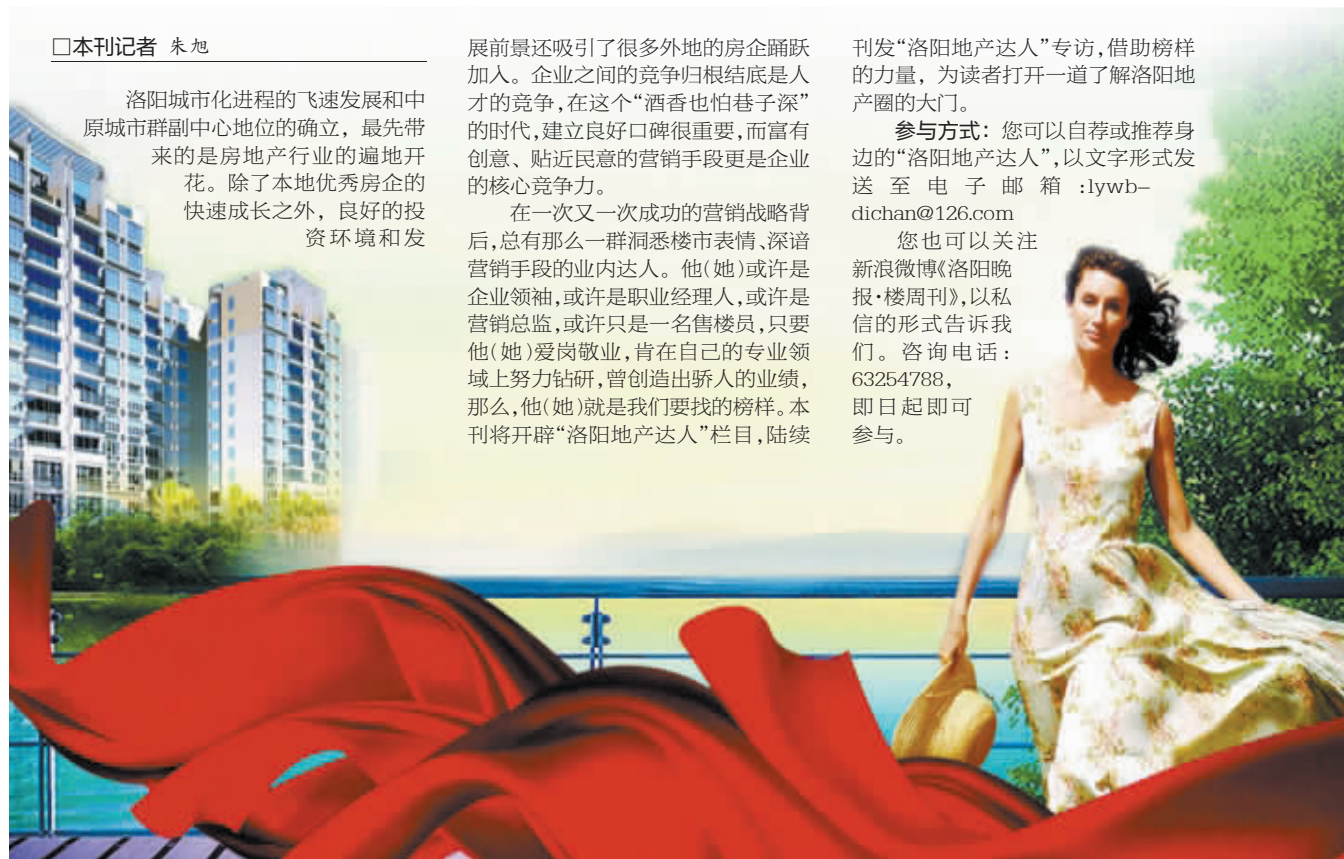 □本刊记者 朱旭
洛阳城市化进程的飞速发展和中
原城市群副中心地位的确立，最先带
来的是房地产行业的遍地开
花。除了本地优秀房企的
快速成长之外，良好的投
资环境和发
展前景还吸引了很多外地的房企踊跃
加入。企业之间的竞争归根结底是人
才的竞争,在这个“酒香也怕巷子深”
的时代,建立良好口碑很重要,而富有
创意、贴近民意的营销手段更是企业
的核心竞争力。
在一次又一次成功的营销战略背
后,总有那么一群洞悉楼市表情、深谙
营销手段的业内达人。他(她)或许是
企业领袖,或许是职业经理人,或许是
营销总监,或许只是一名售楼员,只要
他(她)爱岗敬业,肯在自己的专业领
域上努力钻研,曾创造出骄人的业绩,
那么,他(她)就是我们要找的榜样。本
刊将开辟“洛阳地产达人”栏目,陆续
刊发“洛阳地产达人”专访,借助榜样
的力量，为读者打开一道了解洛阳地
产圈的大门。
参与方式：您可以自荐或推荐身
边的“洛阳地产达人”,以文字形式发
送至电子邮箱:lywb-
dichan@126.com
您也可以关注
新浪微博《洛阳晚
报·楼周刊》,以私
信的形式告诉我
们。咨询电话：
63254788，
即日起即可
参与。